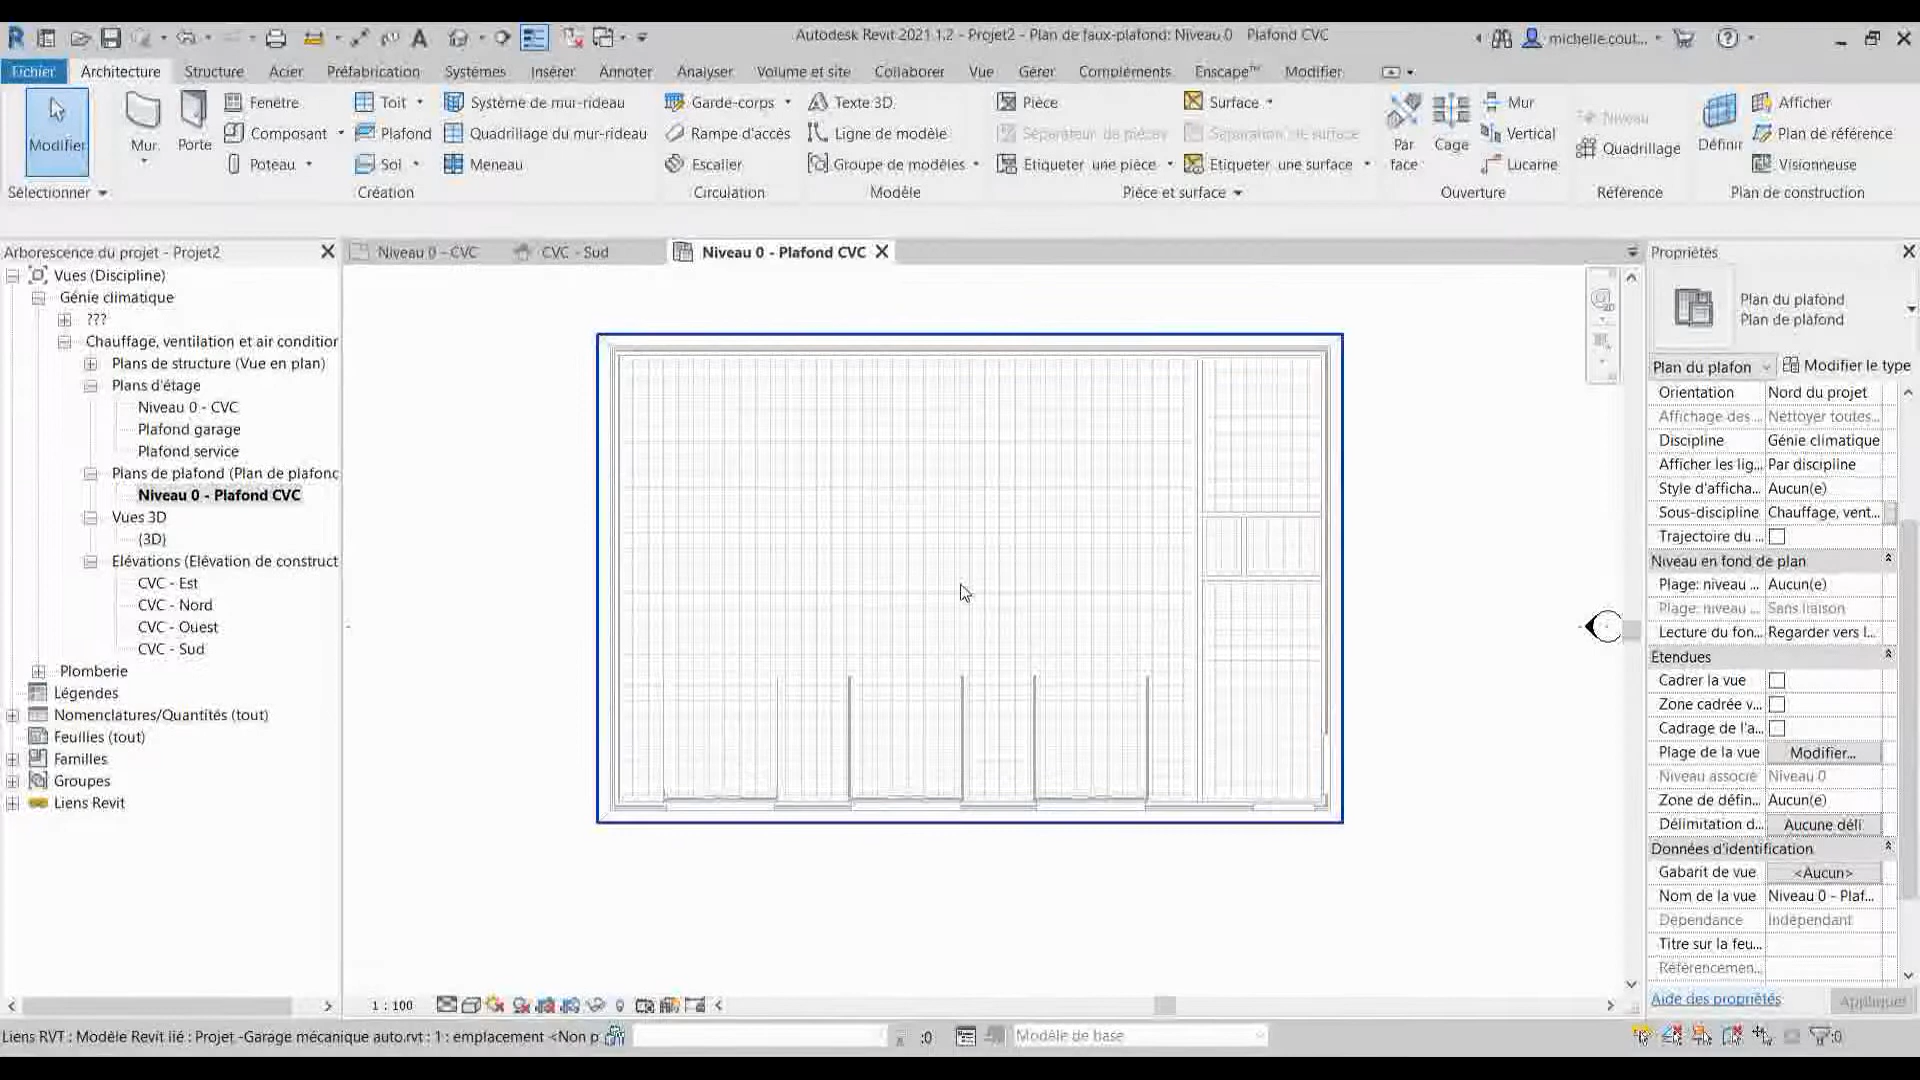 Autodesk Revit 2021.1.2 - Projet2 - Plan de faux-plafond: Niveau 0 Plafond CVC
michelle.cout...
Fichier Architecture Structure Acier Préfabrication Systèmes Insérer Annoter Analyser Volume et site Collaborer Vue Gérer Compléments Enscape™ Modifier
Modifier
Mur
Porte
Fenêtre
Composant
Poteau
Toit
Plafond
Sol
Système de mur-rideau
Quadrillage du mur-rideau
Meneau
Garde-corps
Rampe d'accès
Escalier
Texte 3D
Ligne de modèle
Groupe de modèles
Pièce
Séparateur de pièces
Etiqueter une pièce
Surface
Séparation de surface
Etiqueter une surface
Par face
Cage
Mur
Vertical
Lucarne
Niveau
Quadrillage
Définir
Afficher
Plan de référence
Visionneuse
Sélectionner
Création
Circulation
Modèle
Pièce et surface
Ouverture
Référence
Plan de construction
Arborescence du projet - Projet2
Vues (Discipline)
Génie climatique
???
Chauffage, ventilation et air condition
Plans de structure (Vue en plan)
Plans d'étage
Niveau 0 - CVC
Plafond garage
Plafond service
Plans de plafond (Plan de plafond
Niveau 0 - Plafond CVC
Vues 3D
(3D)
Elévations (Elévation de construct
CVC - Est
CVC - Nord
CVC - Ouest
CVC - Sud
Plomberie
Légendes
Nomenclatures/Quantités (tout)
Feuilles (tout)
Familles
Groupes
Liens Revit
Niveau 0 - CVC
CVC - Sud
Niveau 0 - Plafond CVC
Propriétés
Plan du plafond
Plan de plafond
Plan du plafon
Modifier le type
Orientation Nord du projet
Affichage des ... Nettoyer toutes...
Discipline Génie climatique
Afficher les lig... Par discipline
Style d'afficha... Aucun(e)
Sous-discipline Chauffage, vent...
Trajectoire du ...
Niveau en fond de plan
Plage: niveau ... Aucun(e)
Plage: niveau ... Sans liaison
Lecture du fon... Regarder vers l...
Etendues
Cadrer la vue
Zone cadrée v...
Cadrage de l'a...
Plage de la vue Modifier...
Niveau associé Niveau 0
Zone de défin... Aucun(e)
Délimitation d... Aucune déli
Données d'identification
Gabarit de vue <Aucun>
Nom de la vue Niveau 0 - Plaf...
Dépendance Indépendant
Titre sur la feu...
Référencemen...
Aide des propriétés
Appliquer
1 : 100
Liens RVT : Modèle Revit lié : Projet -Garage mécanique auto.rvt : 1 : emplacement <Non p
:0
Modèle de base
:0